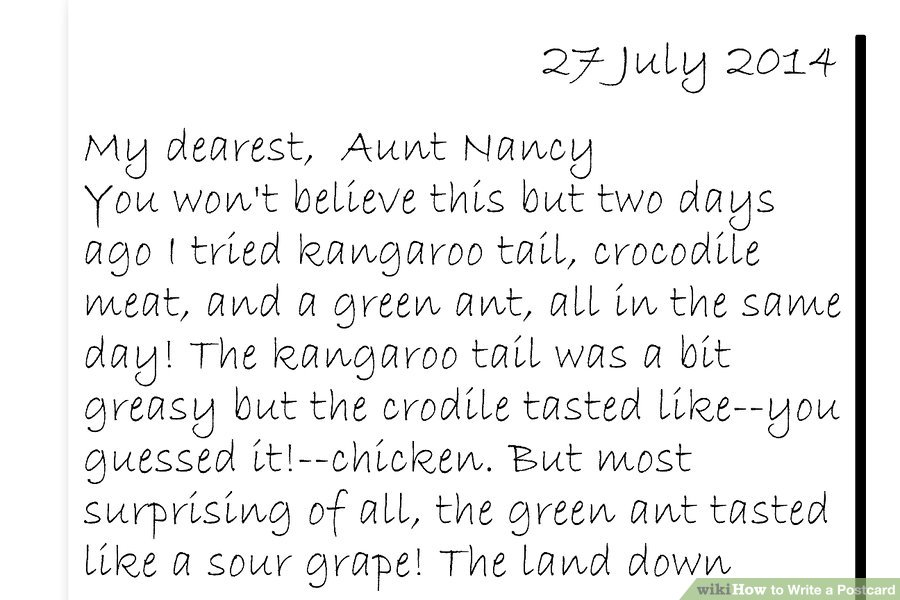 27 July 2014
My dearest,  Aunt Nancy
You won't believe this but two days
ago I tried kangaroo tail, crocodile
meat, and a green ant, all in the same
day! The kangaroo tail was a bit
greasy but the crodile tasted like--you
guessed it!--chicken. But most
surprising of all, the green ant tasted
like a sour grape! The land down
wikiHow to Write a Postcard